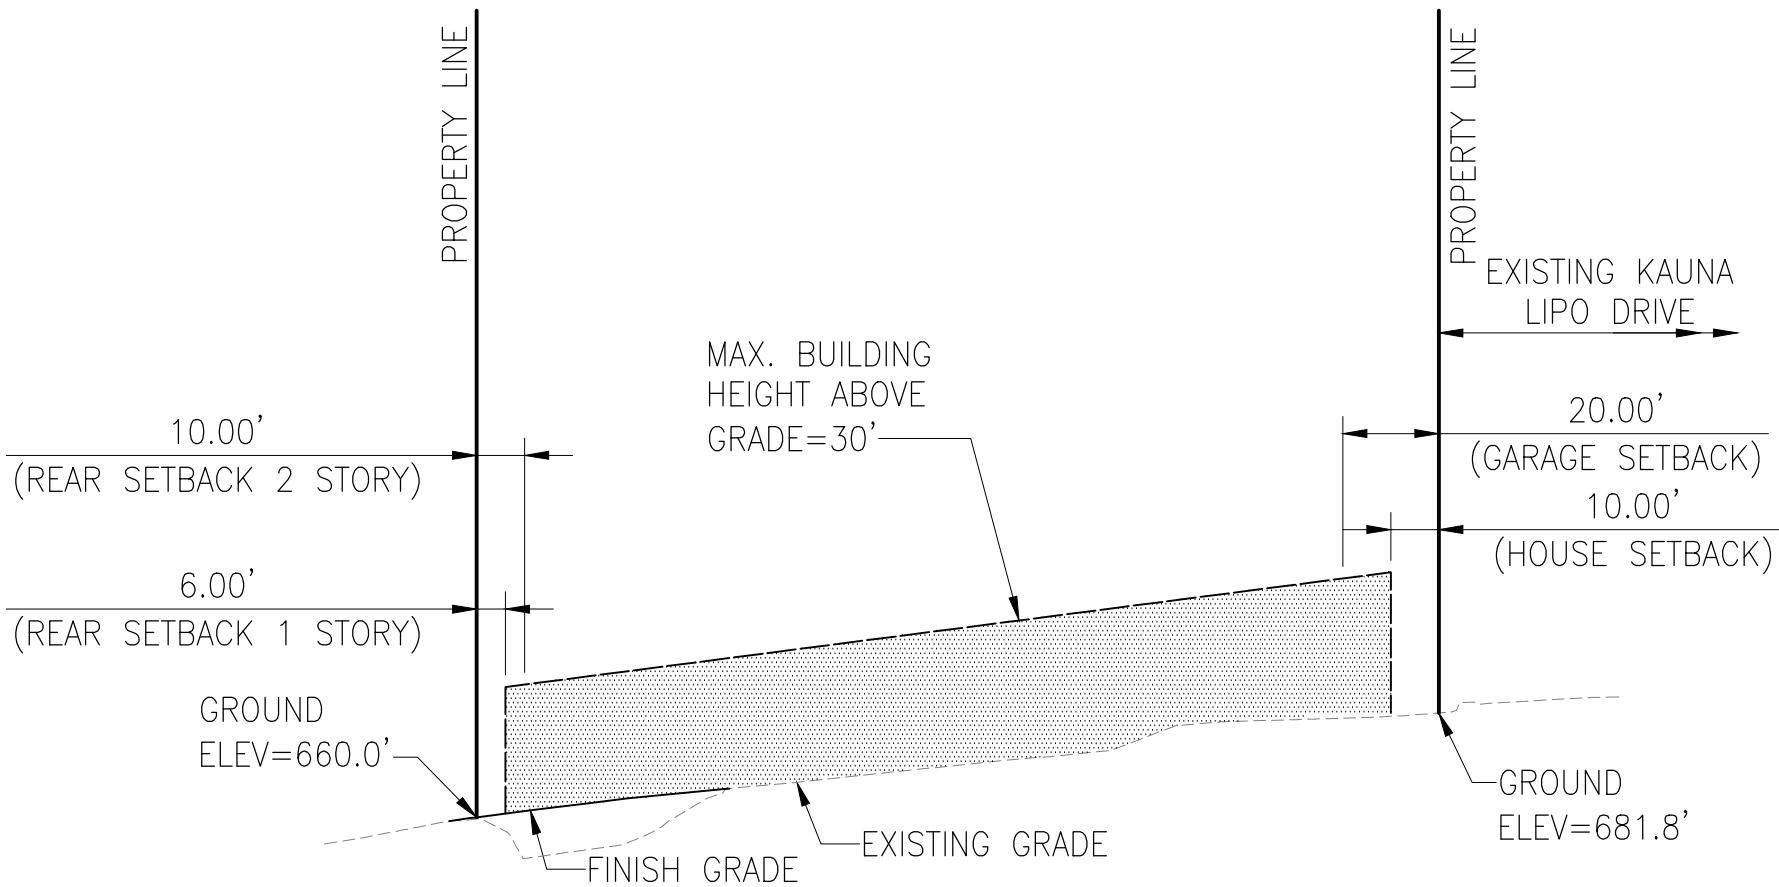 PROPERTY LINE
PROPERTY LINE
EXISTING KAUNA
LIPO DRIVE
MAX. BUILDING
HEIGHT ABOVE
GRADE=30'
10.00'
(REAR SETBACK 2 STORY)
20.00'
(GARAGE SETBACK)
10.00'
(HOUSE SETBACK)
6.00'
(REAR SETBACK 1 STORY)
GROUND
ELEV=660.0'
GROUND
ELEV=681.8'
EXISTING GRADE
FINISH GRADE